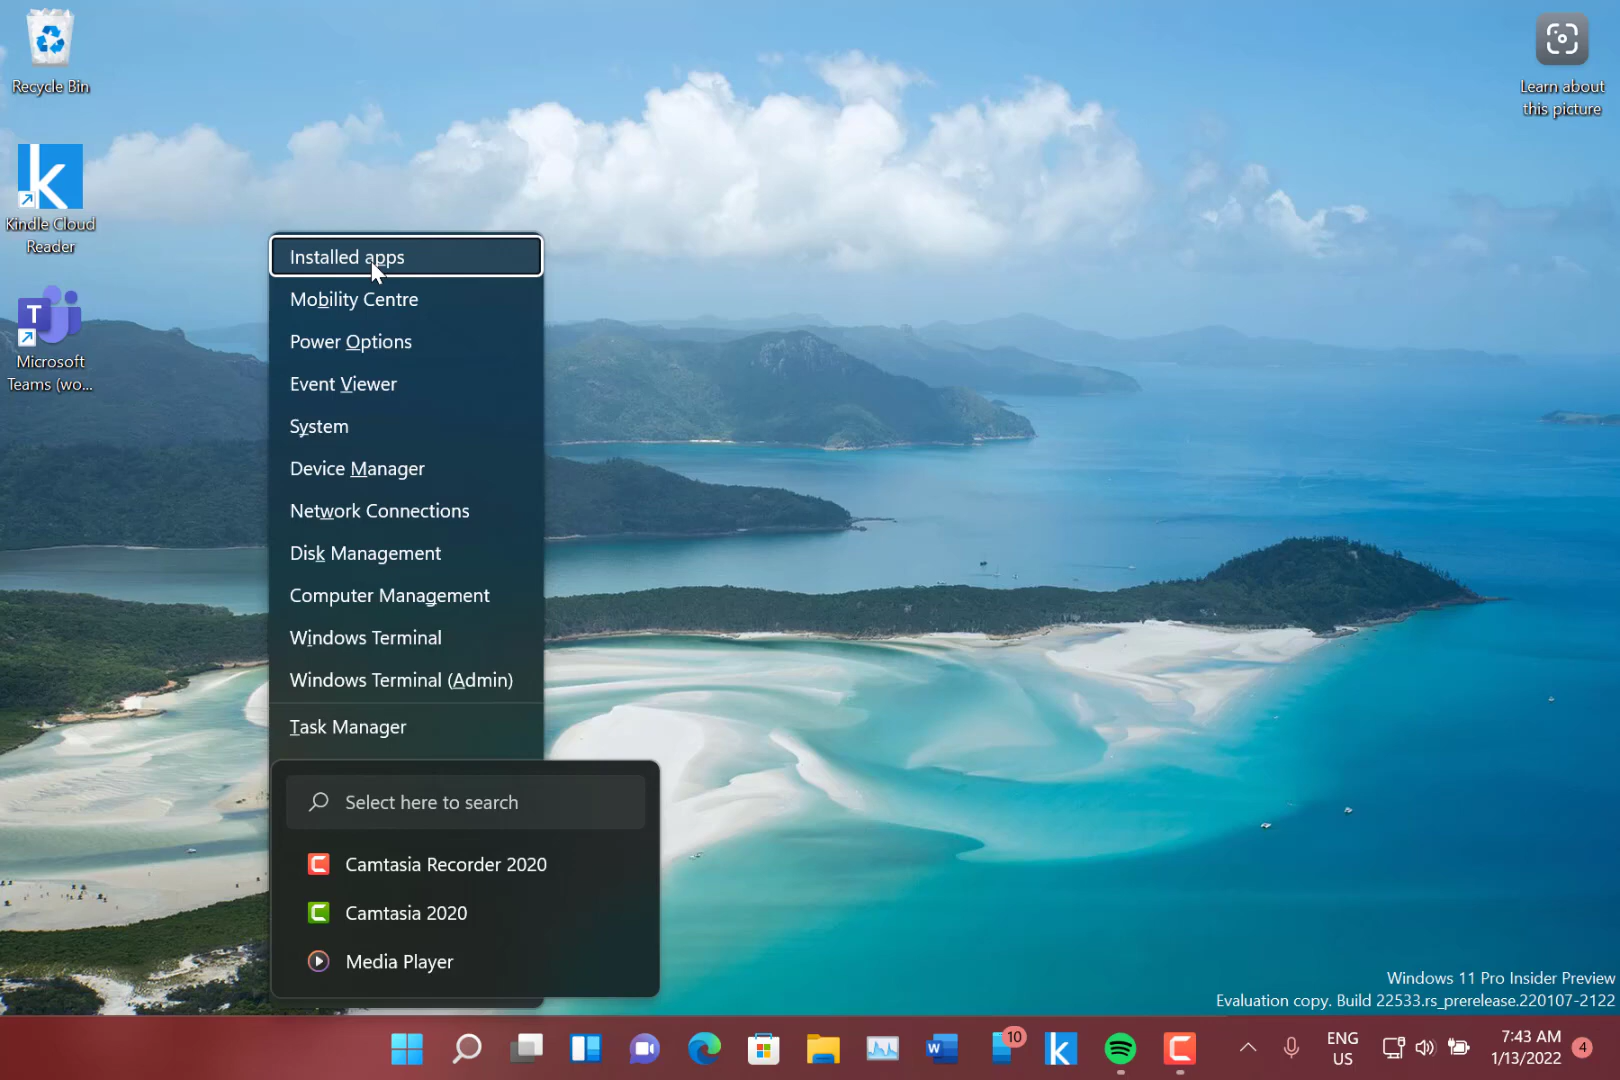 Recycle Bin
Learn about
this picture
Kindle Cloud
Reader
T
Microsoft
Teams (wo...
Installed apps
Mobility Centre
Power Options
Event Viewer
System
Device Manager
Network Connections
Disk Management
Computer Management
Windows Terminal
Windows Terminal (Admin)
Task Manager
Select here to search
Camtasia Recorder 2020
Camtasia 2020
Media Player
Windows 11 Pro Insider Preview
Evaluation copy. Build 22533.rs_prerelease.220107-2122
W
10
k
ENG
US
7:43 AM
1/13/2022
4